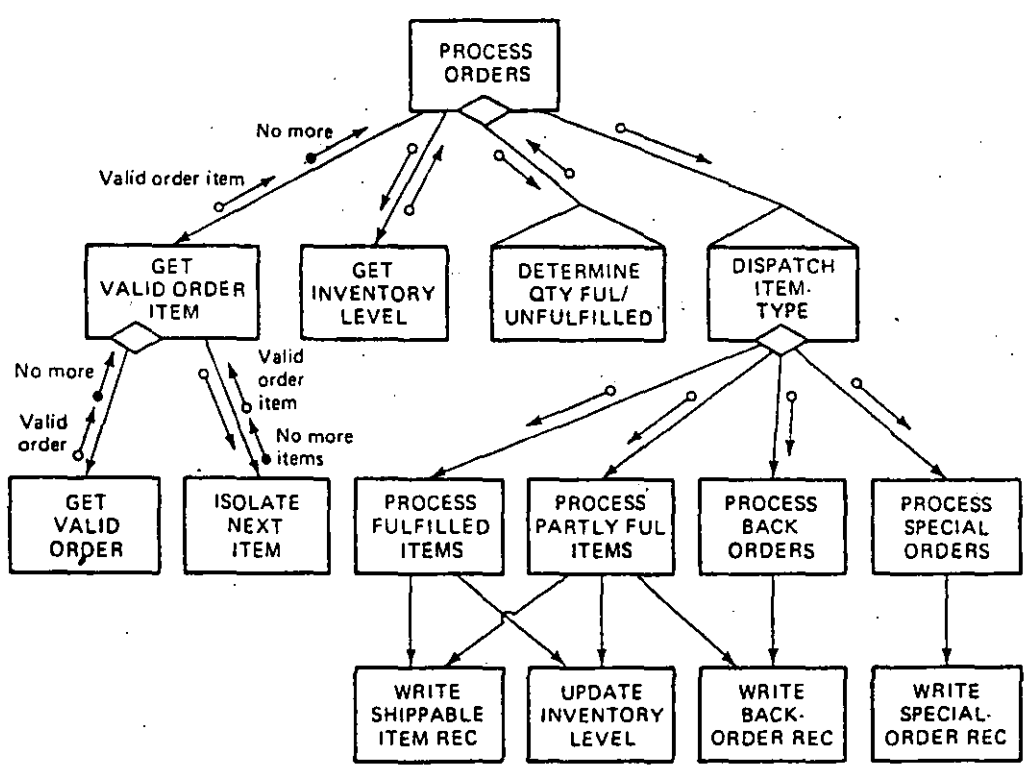 PROCESS
ORDERS
No more
Valid order item
GET
VALID ORDER
ITEM
GET
INVENTORY
LEVEL
DETERMINE
QTY FUL/
UNFULFILLED
DISPATCH
ITEM-
TYPE
No more
Valid
order
Valid
order
item
No more
items
GET
VALID
ORDER
ISOLATE
NEXT
ITEM
PROCESS
FULFILLED
ITEMS
PROCESS
PARTLY FUL
ITEMS
PROCESS
BACK
ORDERS
PROCESS
SPECIAL
ORDERS
WRITE
SHIPPABLE
ITEM REC
UPDATE
INVENTORY
LEVEL
WRITE
BACK-
ORDER REC
WRITE
SPECIAL-
ORDER REC